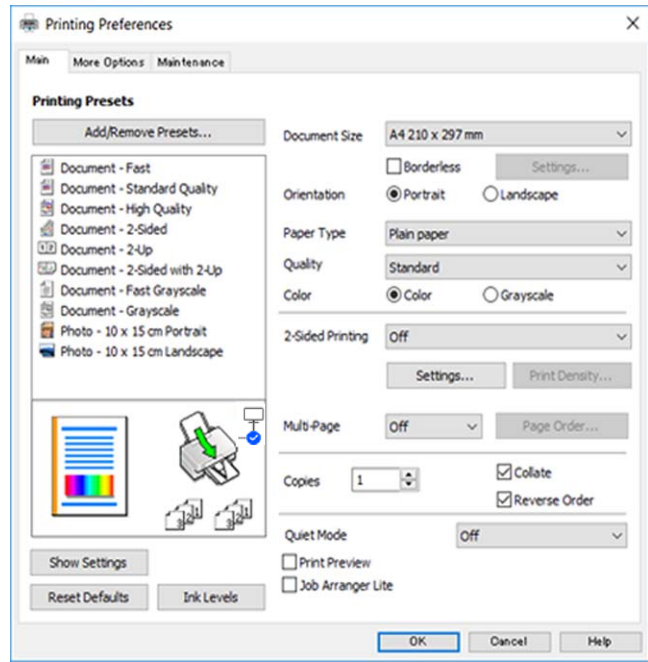 Printing Preferences
Main
More Options
Maintenance
Printing Presets
Add/Remove Presets...
Document - Fast
Document - Standard Quality
Document - High Quality
Document - 2-Sided
Document - 2-Up
Document - 2-Sided with 2-Up
Document - Fast Grayscale
Document - Grayscale
Photo - 10 x 15 cm Portrait
Photo - 10 x 15 cm Landscape
Show Settings
Reset Defaults
Ink Levels
Document Size
A4 210 x 297 mm
Borderless
Settings...
Orientation
Portrait
Landscape
Paper Type
Plain paper
Quality
Standard
Color
Color
Grayscale
2-Sided Printing
Off
Settings...
Print Density...
Multi-Page
Off
Page Order...
Copies
1
Collate
Reverse Order
Quiet Mode
Off
Print Preview
Job Arranger Lite
OK
Cancel
Help